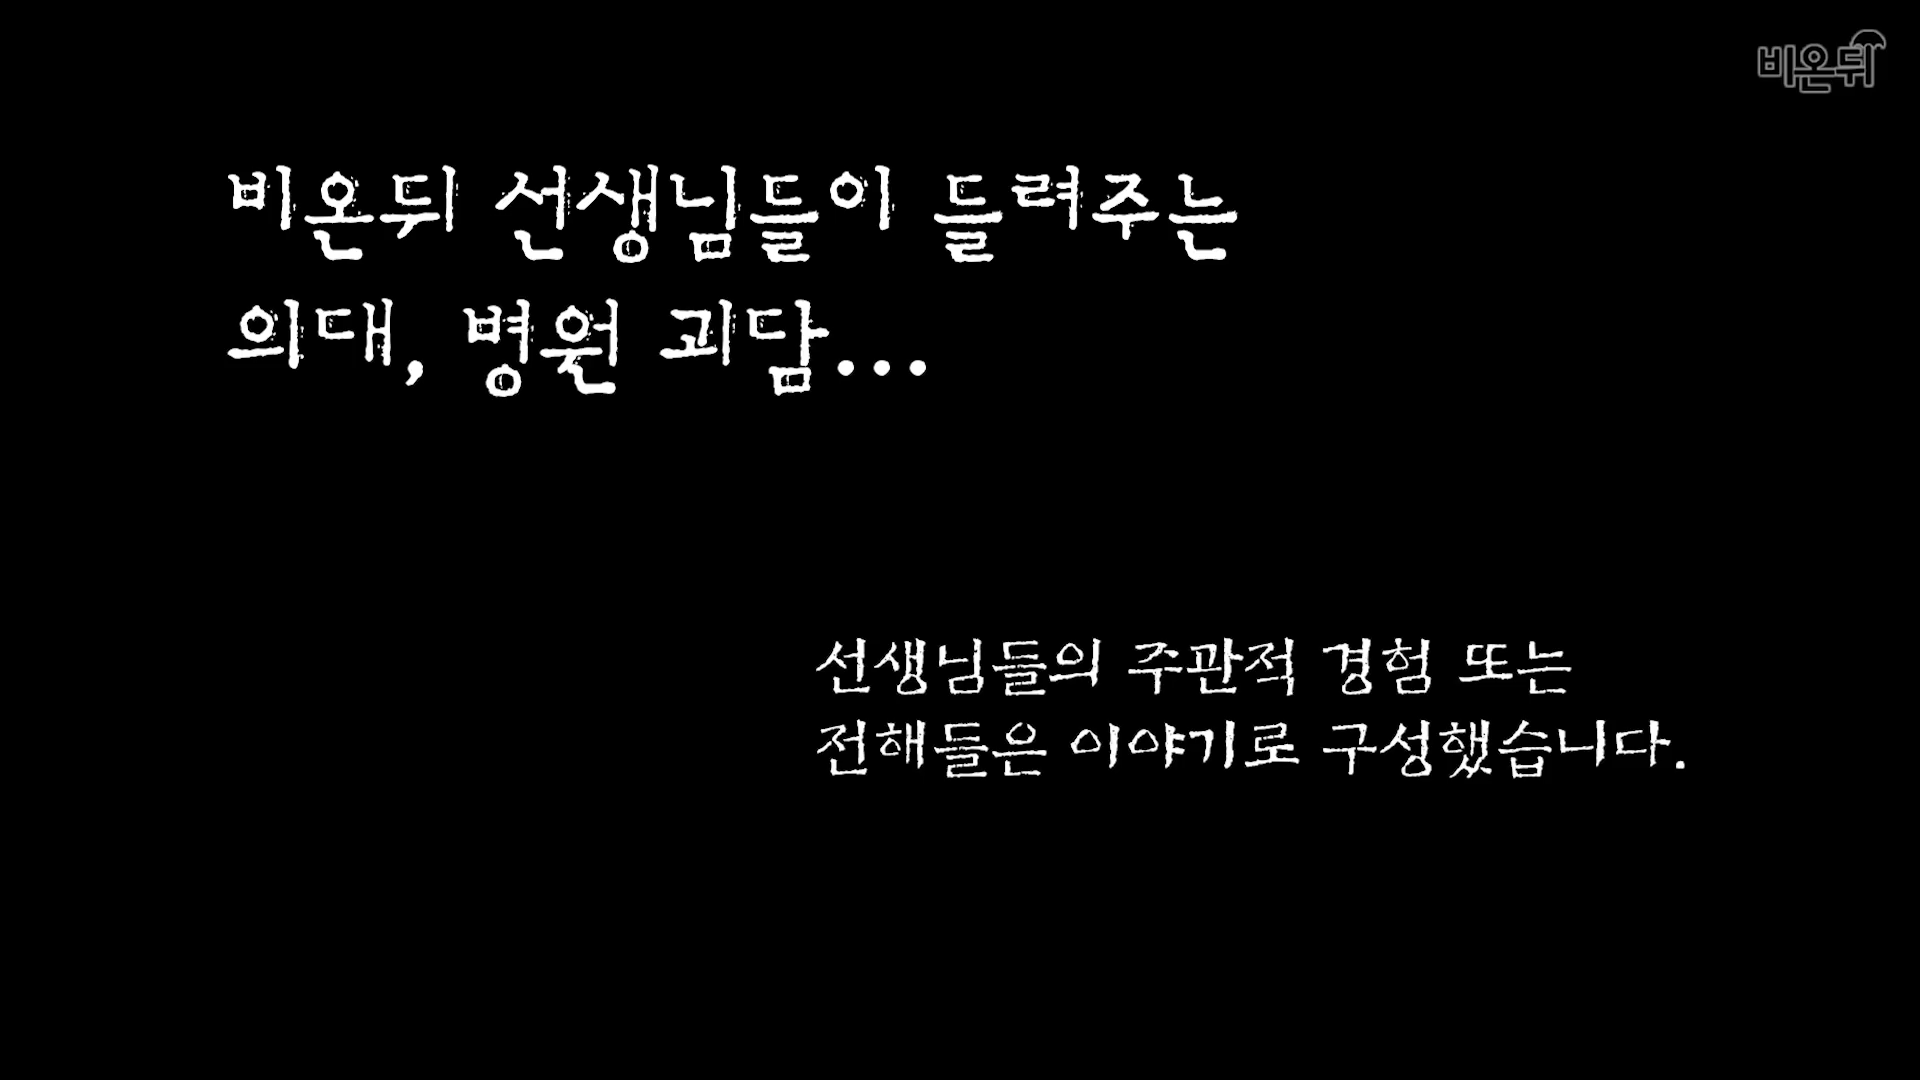 비온뒤
비온뒤 선생님들이 들려주는
의대, 병원 괴담...
선생님들의 주관적 경험 또는
전해들은 이야기로 구성했습니다.